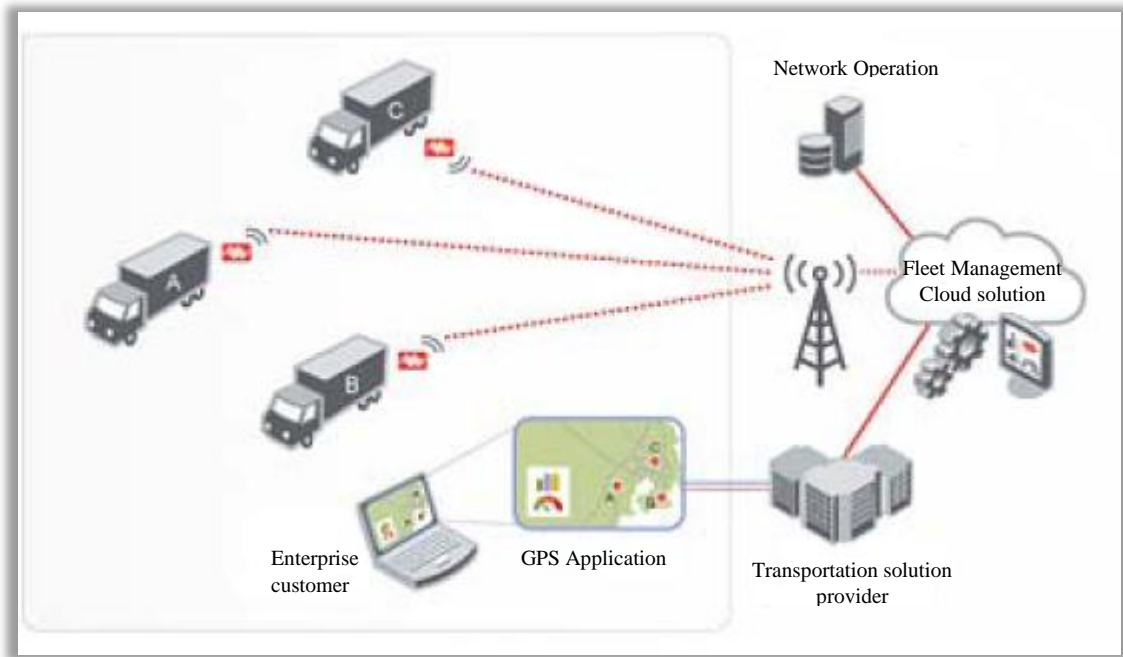 Network Operation
C
A
Fleet Management
Cloud solution
B
C
A
B
Enterprise
customer
GPS Application
Transportation solution
provider